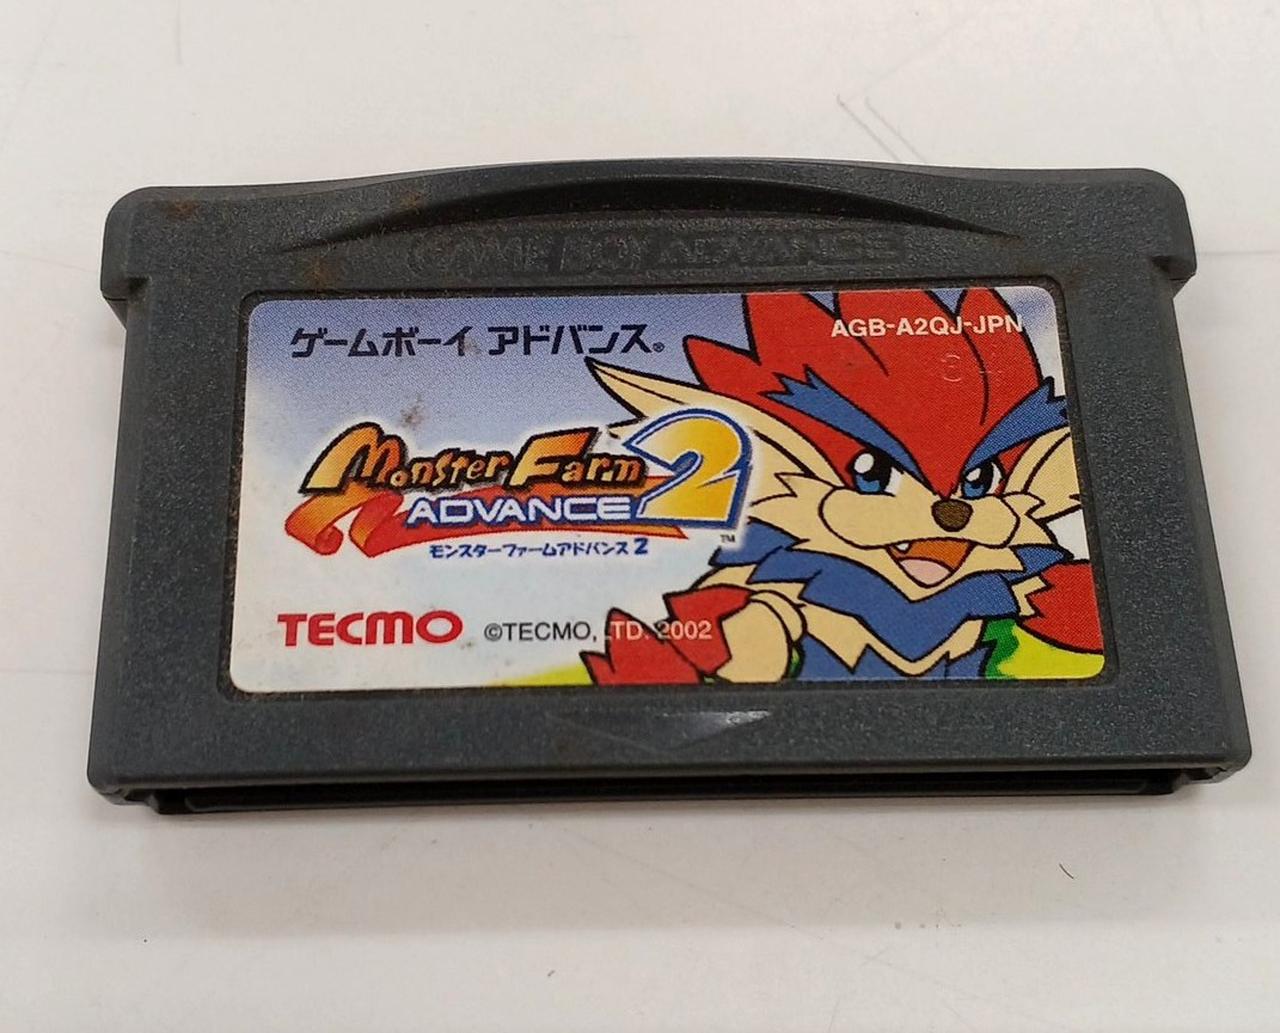 GAME BOY ADVANCE
ゲームボーイ アドバンス®
AGB-A2QJ-JPN
Monster Farm 2
ADVANCE
TM
モンスターファームアドバンス2
TECMO ©TECMO, LTD. 2002